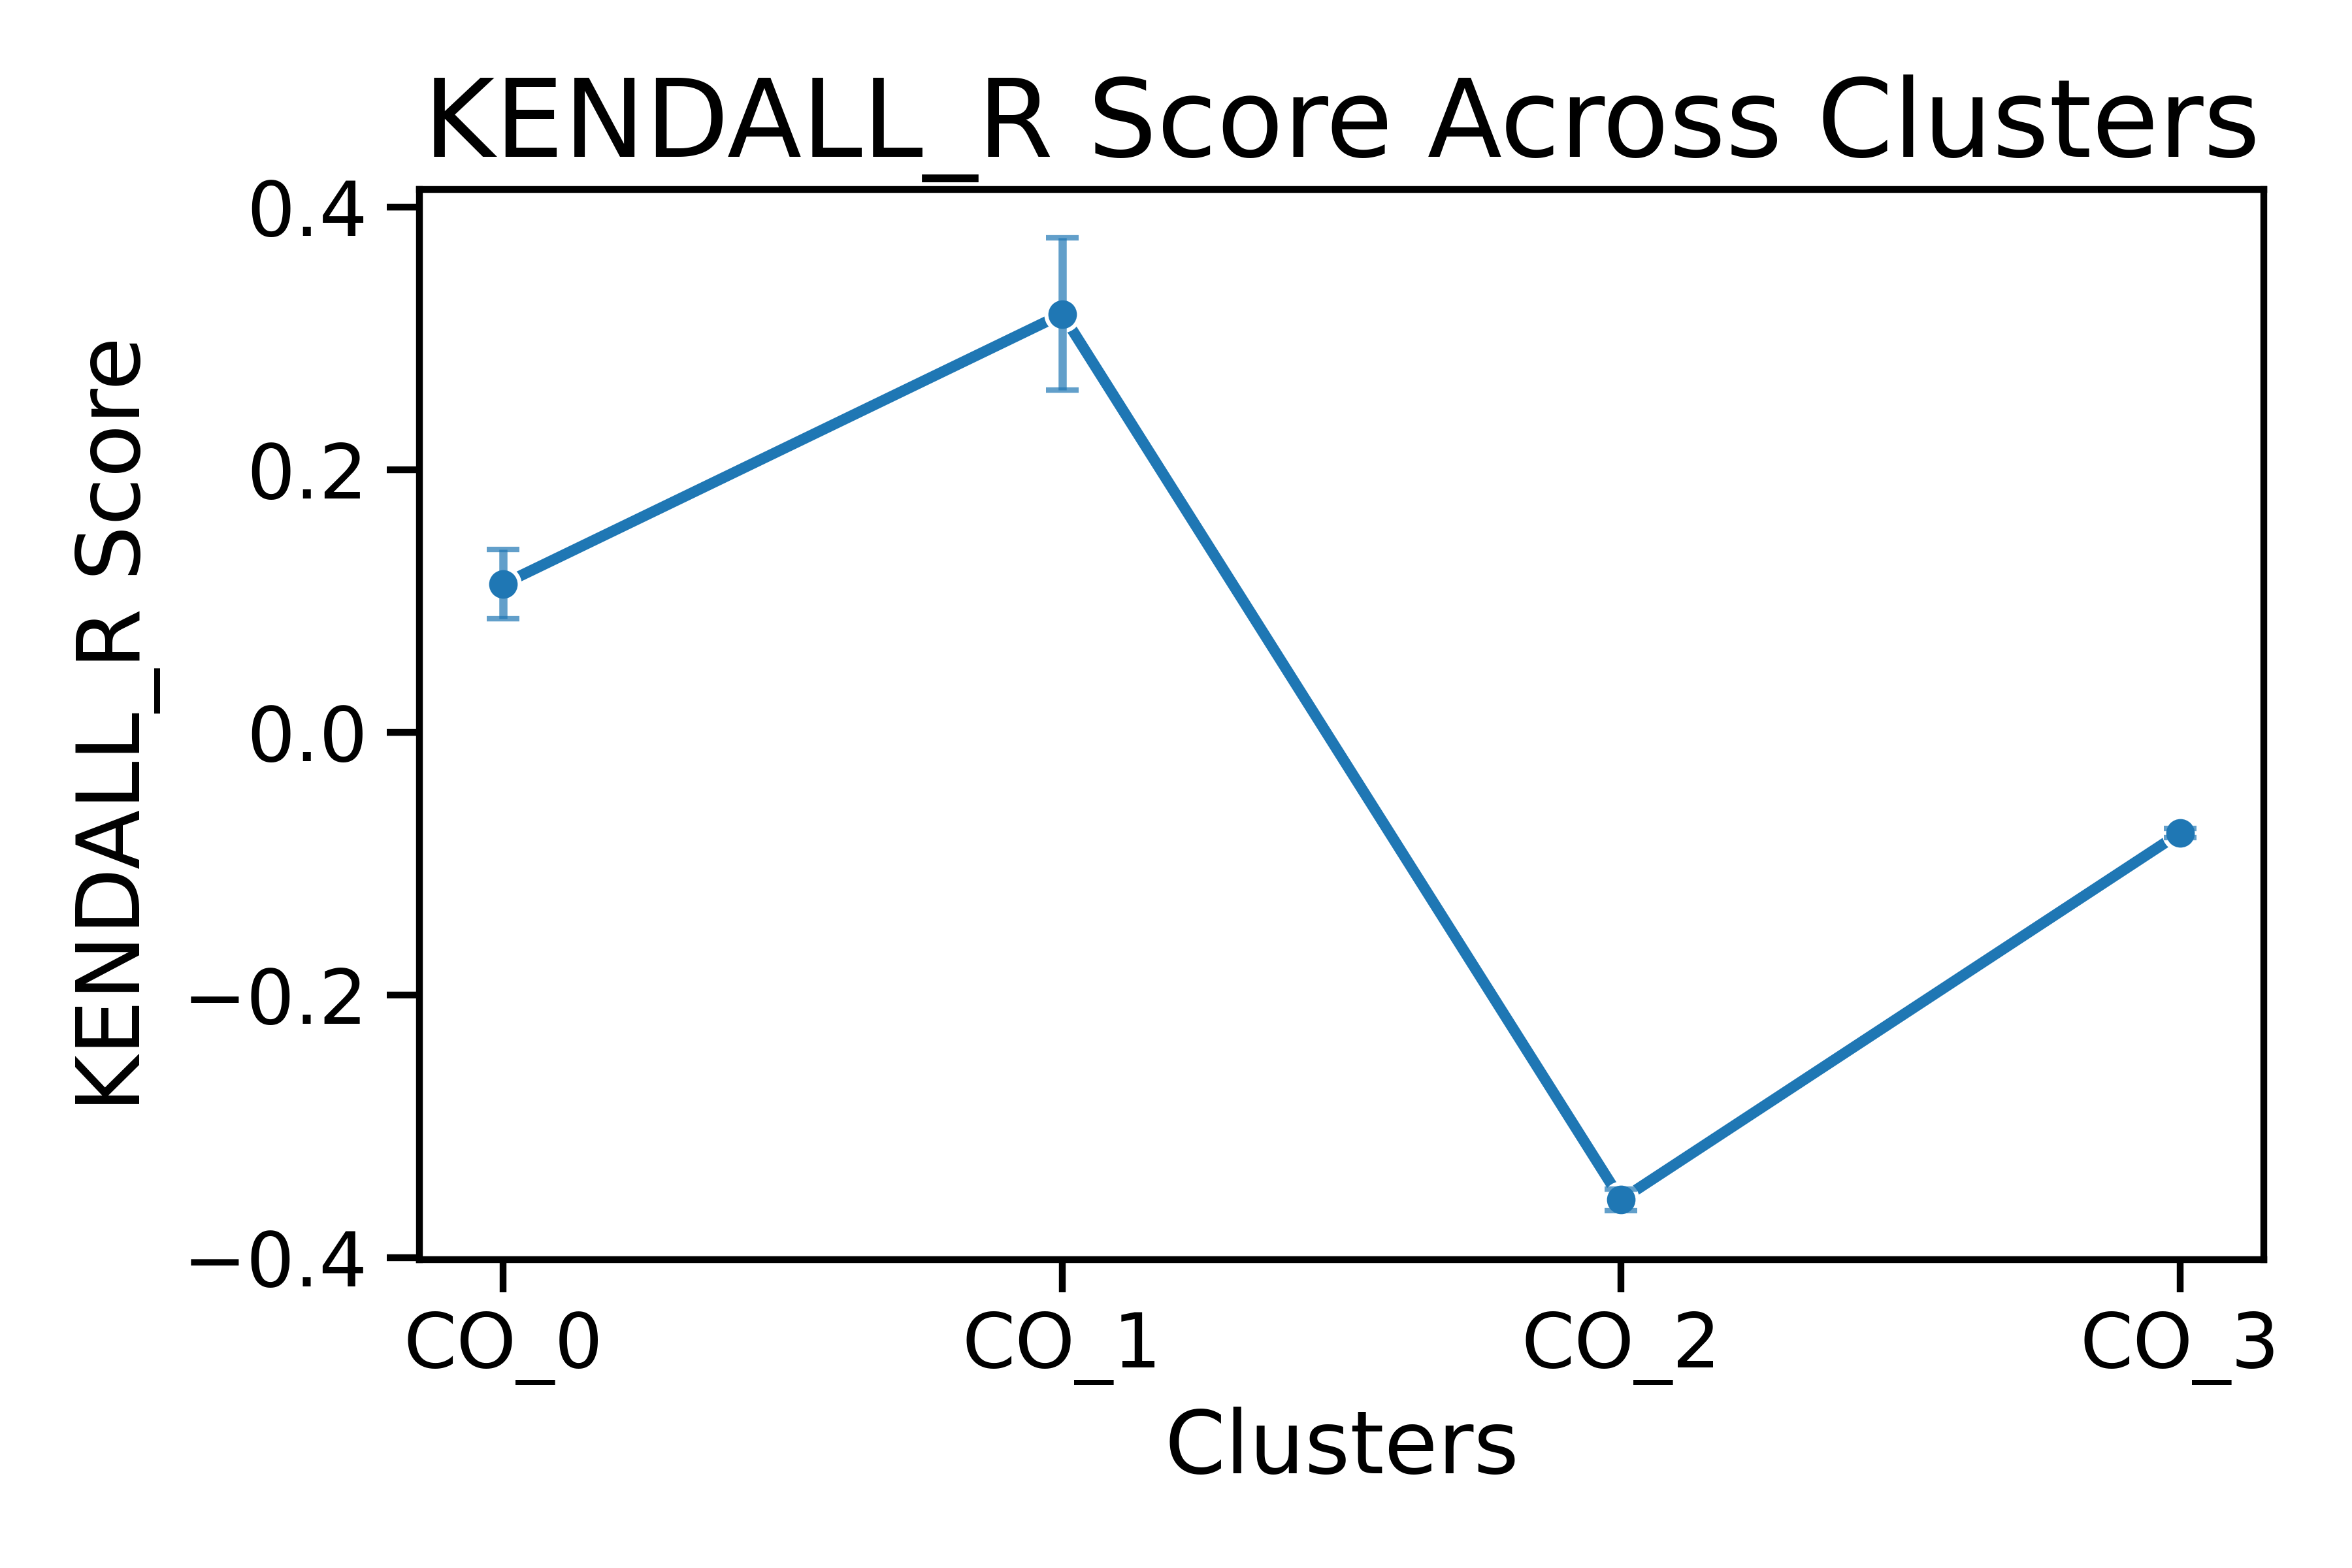 KENDALL_R Score Across Clusters
KENDALL_R Score
0.4
0.2
0.0
−0.2
−0.4
CO_0 CO_1 CO_2 CO_3
Clusters